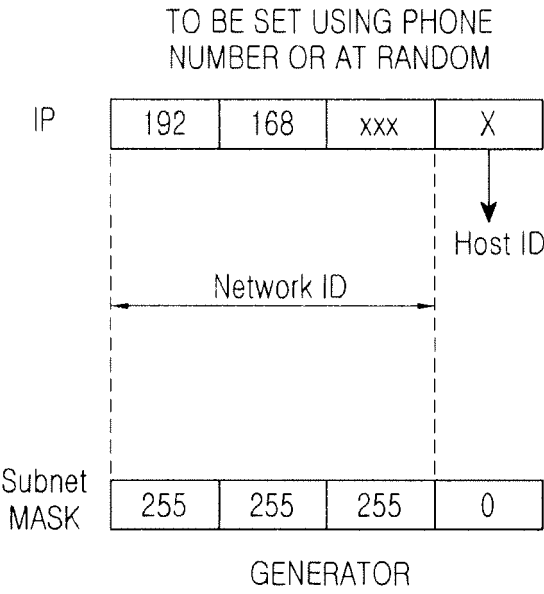 TO BE SET USING PHONE
NUMBER OR AT RANDOM
IP 192 168 xxx X
Host ID
Network ID
Subnet
MASK 255 255 255 0
GENERATOR